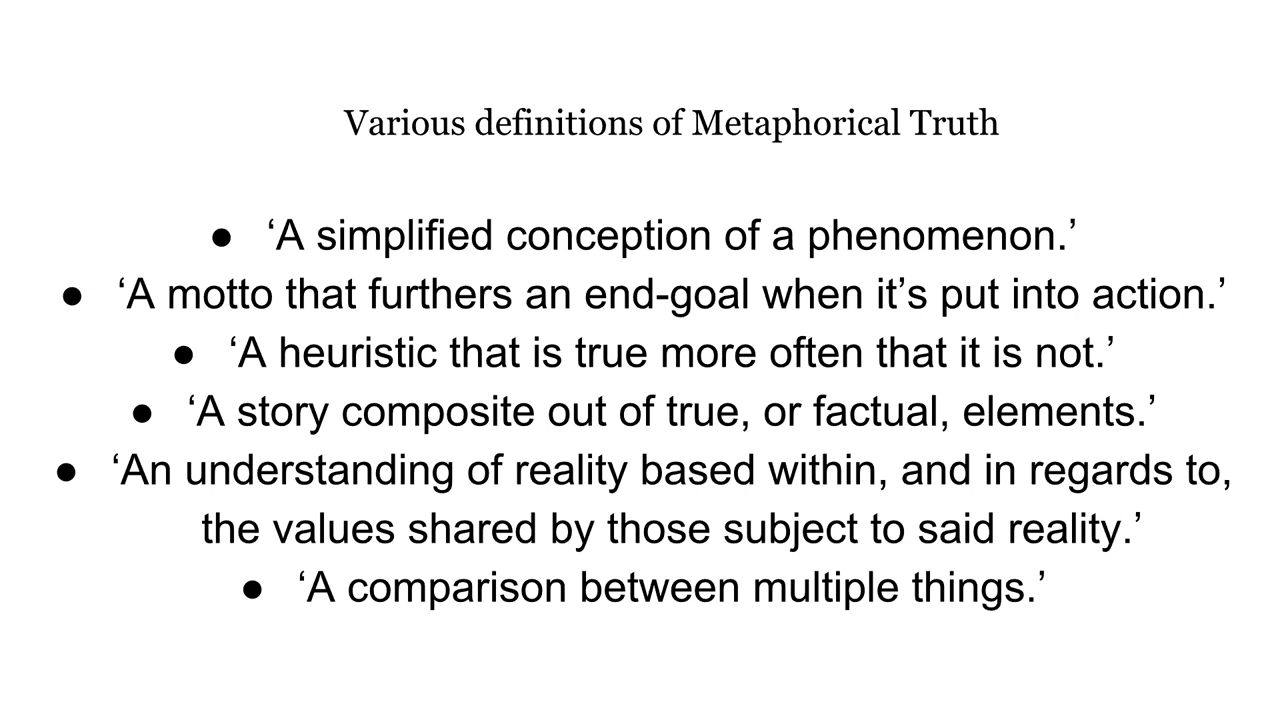 Various definitions of Metaphorical Truth
● ‘A simplified conception of a phenomenon.’
● ‘A motto that furthers an end-goal when it’s put into action.’
● ‘A heuristic that is true more often that it is not.’
● ‘A story composite out of true, or factual, elements.’
● ‘An understanding of reality based within, and in regards to,
the values shared by those subject to said reality.’
● ‘A comparison between multiple things.’